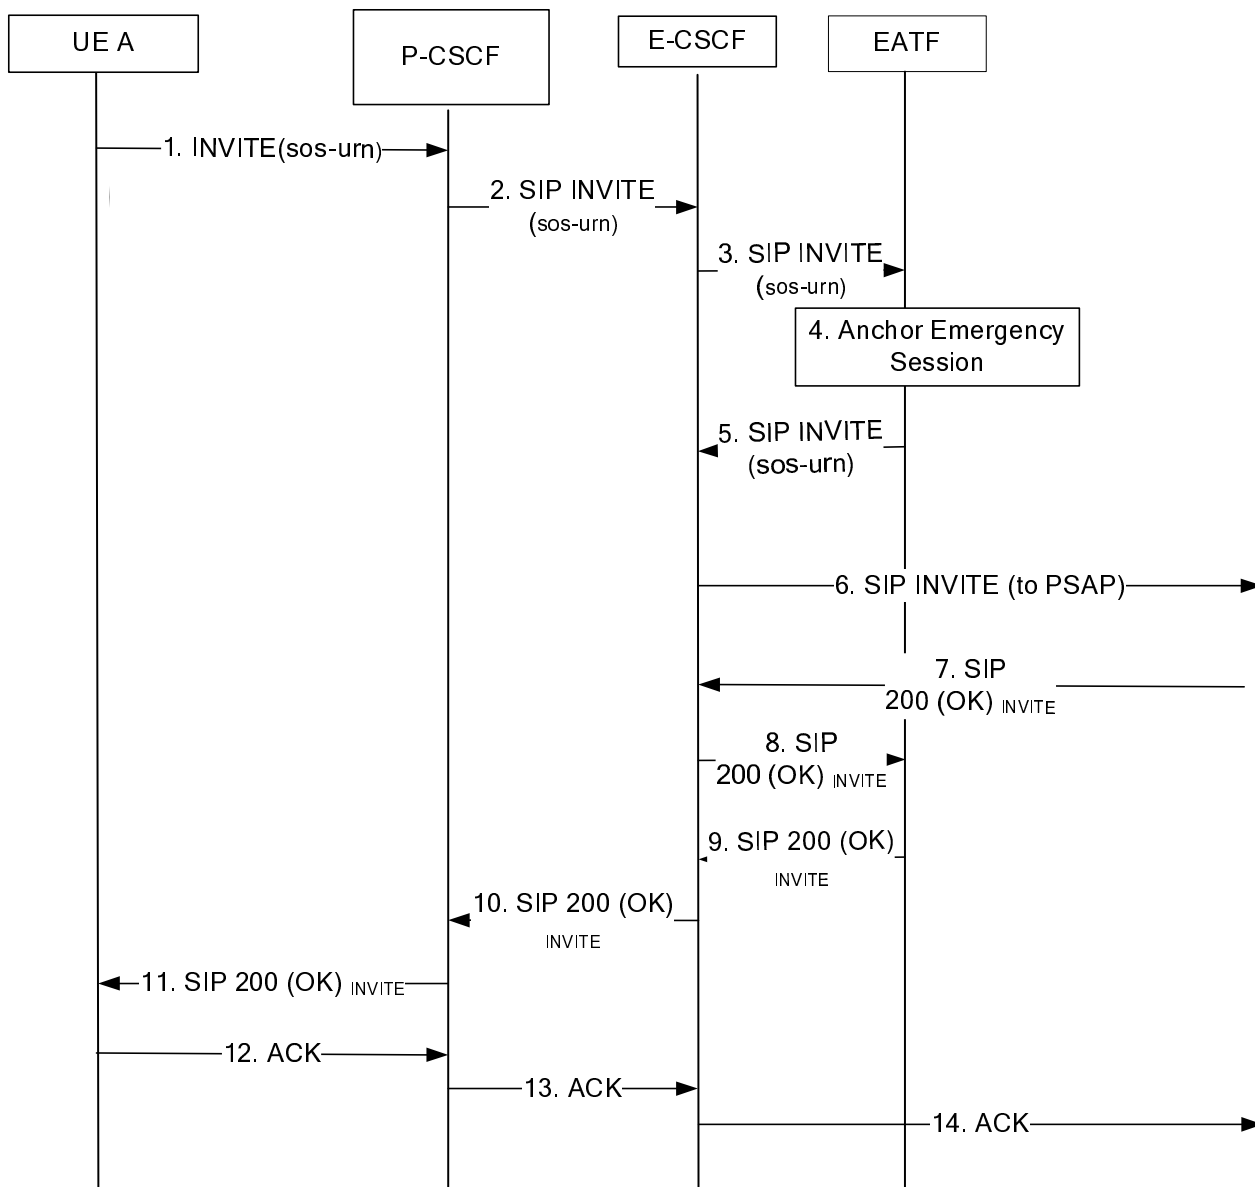 UE A
P-CSCF
E-CSCF
EATF
1. INVITE(sos-urn)
2. SIP INVITE
(sos-urn)
3. SIP INVITE
(sos-urn)
4. Anchor Emergency
Session
5. SIP INVITE
(sos-urn)
6. SIP INVITE (to PSAP)
7. SIP
200 (OK) INVITE
8. SIP
200 (OK) INVITE
9. SIP 200 (OK)
INVITE
10. SIP 200 (OK)
INVITE
11. SIP 200 (OK) INVITE
12. ACK
13. ACK
14. ACK